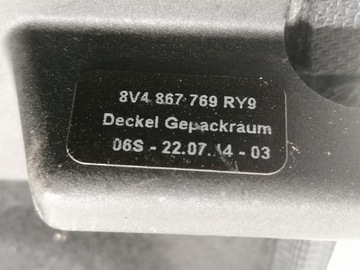 8V4 867 769 RY9
Deckel Gepackraum
06S - 22.07.14 - 03